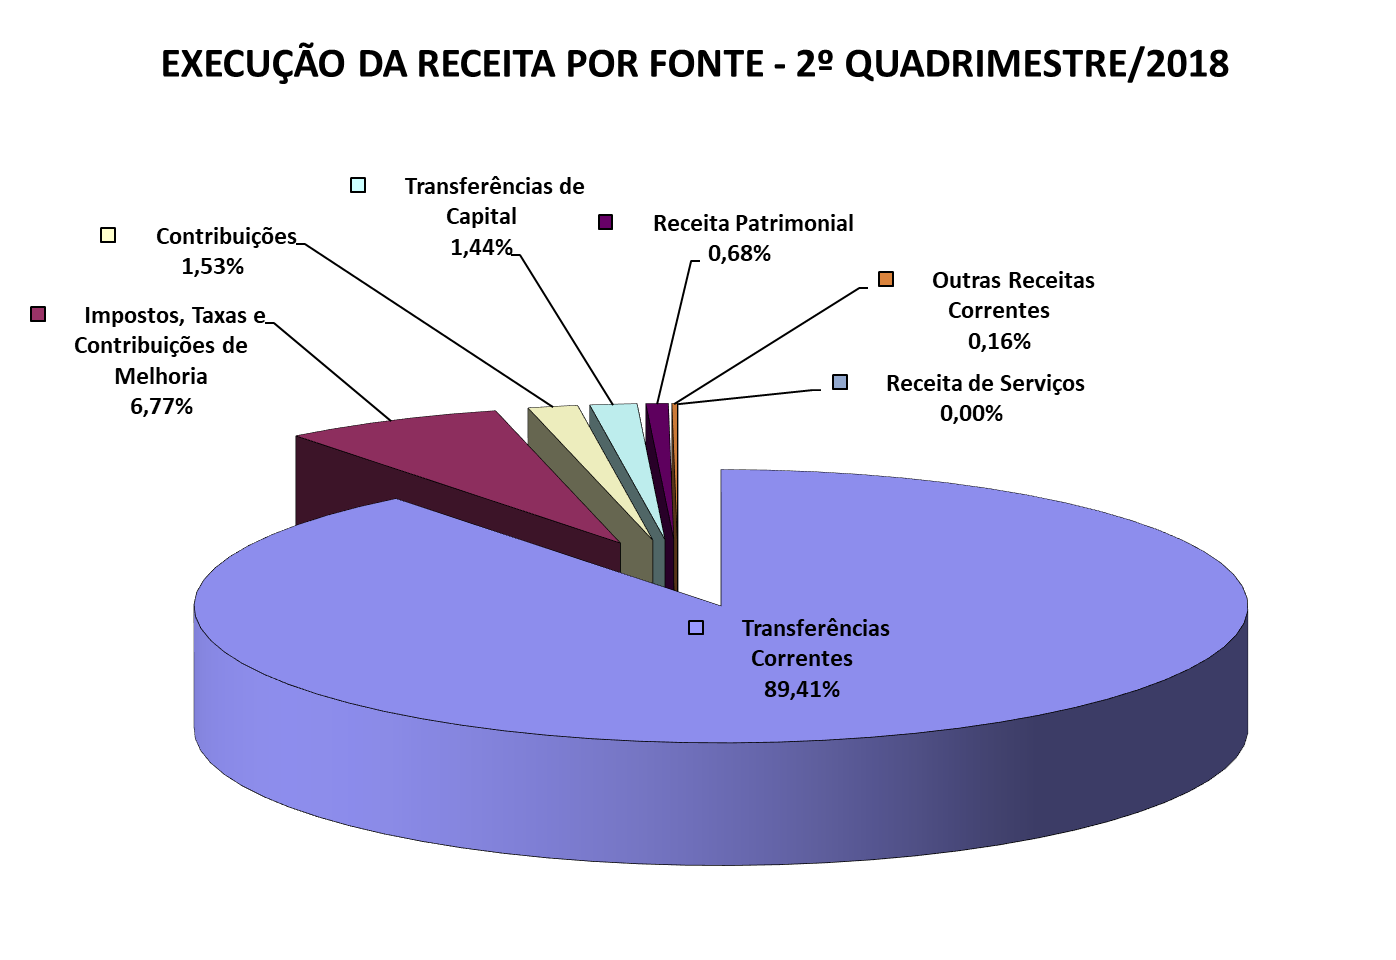 EXECUÇÃO DA RECEITA POR FONTE - 2º QUADRIMESTRE/2018
Transferências de
Capital
1,44%
Receita Patrimonial
0,68%
Contribuições
1,53%
Outras Receitas
Correntes
0,16%
Impostos, Taxas e
Contribuições de
Melhoria
6,77%
Receita de Serviços
0,00%
Transferências
Correntes
89,41%